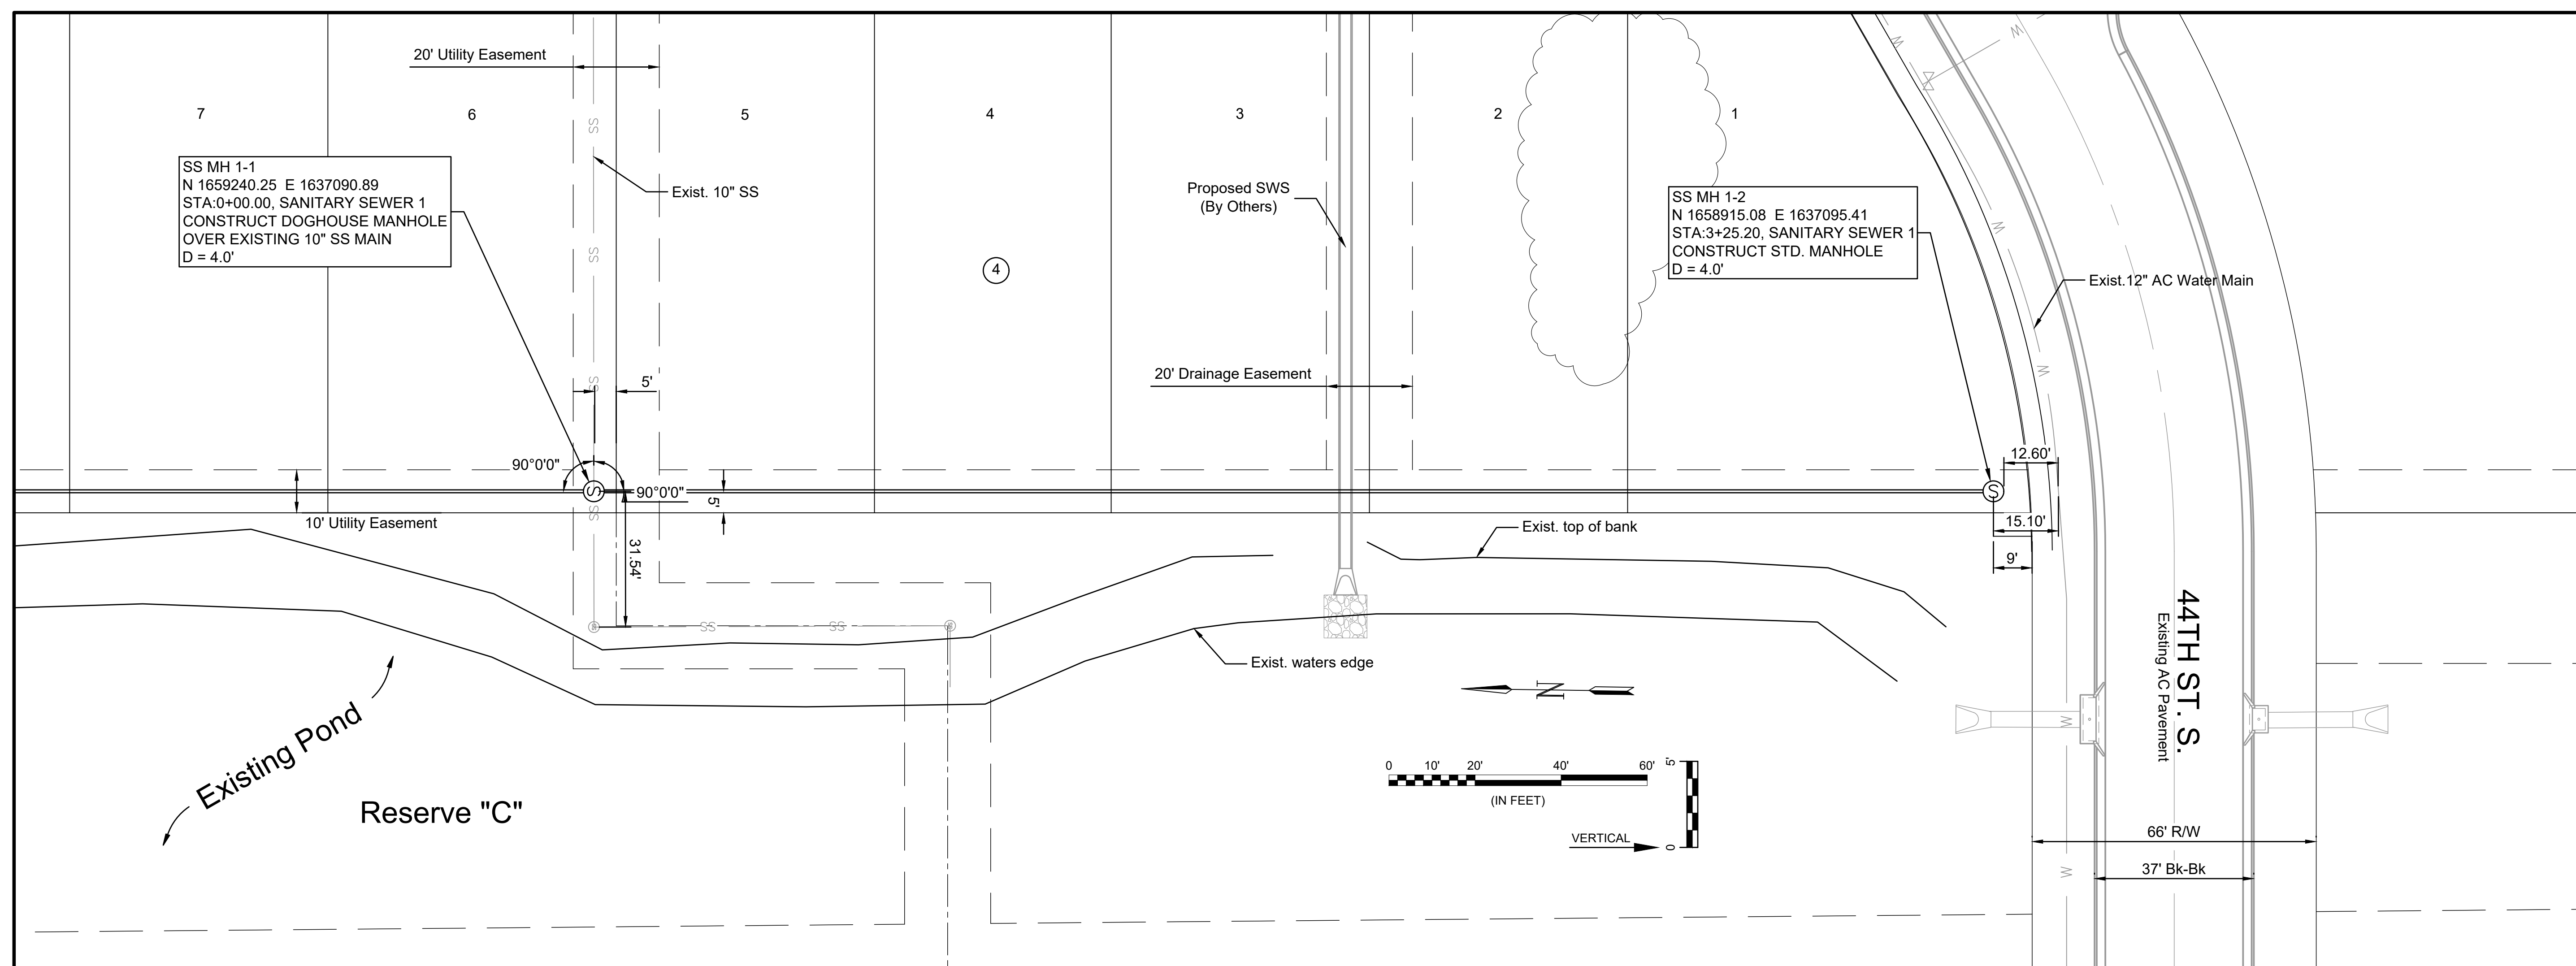 20' Utility Easement
7
6
5
4
3
2
1
SS MH 1-1
N 1659240.25  E 1637090.89
STA:0+00.00, SANITARY SEWER 1
CONSTRUCT DOGHOUSE MANHOLE
OVER EXISTING 10" SS MAIN
D = 4.0'
SS
Exist. 10" SS
SS
SS
Proposed SWS
(By Others)
SS MH 1-2
N 1658915.08  E 1637095.41
STA:3+25.20, SANITARY SEWER 1
CONSTRUCT STD. MANHOLE
D = 4.0'
W
W
W
W
4
Exist.12" AC Water Main
20' Drainage Easement
5'
90°0'0"
S
90°0'0"
5'
S
12.60'
15.10'
9'
10' Utility Easement
SS
31.54'
Exist. top of bank
SS
SS
Exist. waters edge
N
Existing Pond
Reserve "C"
0 10' 20' 40' 60'
(IN FEET)
5'
0
VERTICAL
44TH ST. S.
Existing AC Pavement
W
W
66' R/W
37' Bk-Bk